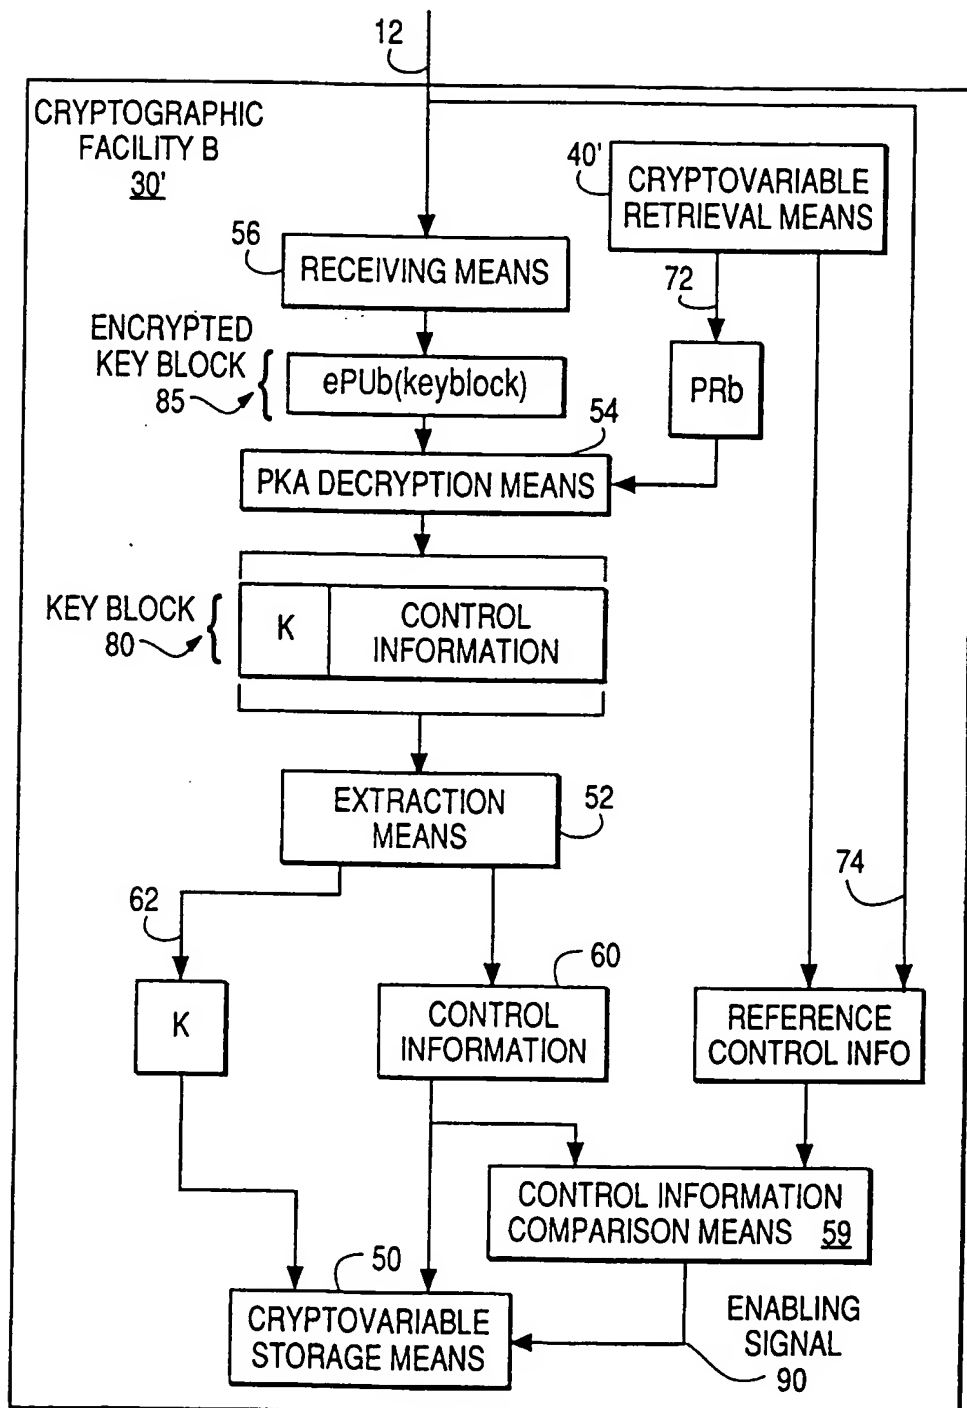 12
CRYPTOGRAPHIC
FACILITY B
30'
40'
CRYPTOVARIABLE
RETRIEVAL MEANS
56
RECEIVING MEANS
72
ENCRYPTED
KEY BLOCK
85
ePUb(keyblock)
PRb
54
PKA DECRYPTION MEANS
KEY BLOCK
80
K
CONTROL
INFORMATION
EXTRACTION
MEANS
52
62
74
K
60
CONTROL
INFORMATION
REFERENCE
CONTROL INFO
CONTROL INFORMATION
COMPARISON MEANS 59
50
CRYPTOVARIABLE
STORAGE MEANS
ENABLING
SIGNAL
90